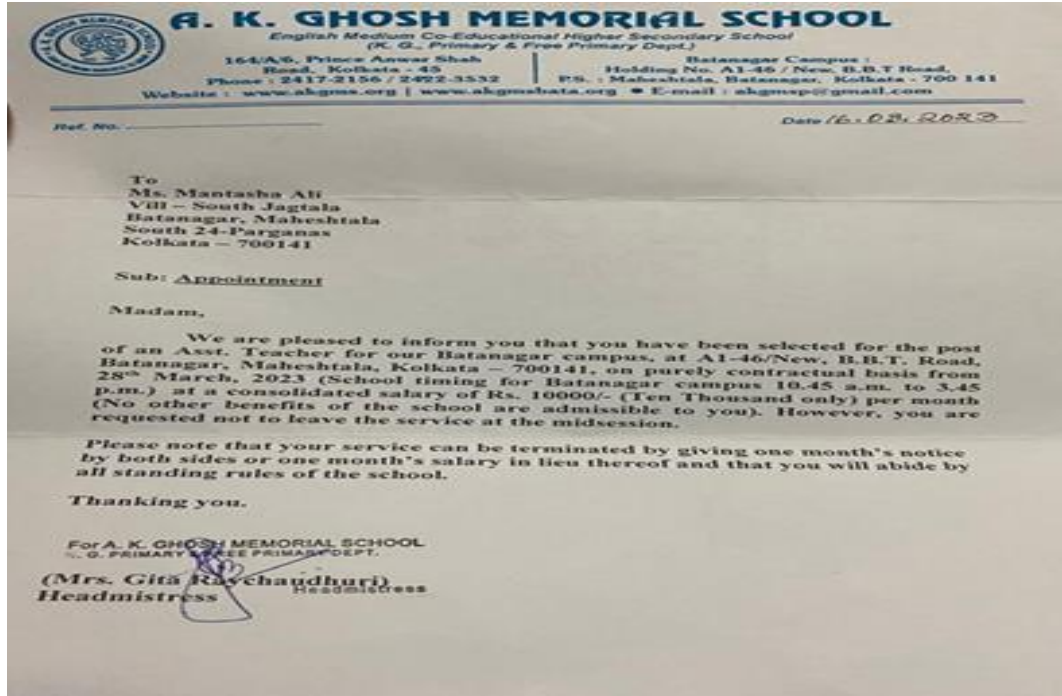 A. K. GHOSH MEMORIAL SCHOOL
English Medium Co-Educational Higher Secondary School
(K. G., Primary & Free Primary Dept.)
164/A/6, Prince Anwar Shah
Road, Kolkata - 45
Phone : 2417-2156 / 2422-3532
Batanagar Campus :
Holding No. A1-46 / New, B.B.T Road,
P.S. : Maheshtala, Batanagar, Kolkata - 700 141
Website : www.akgms.org | www.akgmsbata.org ● E-mail : akgmsp@gmail.com
Ref. No.
Date 16.03.2023
To
Ms. Mantasha Ali
Vill – South Jagtala
Batanagar, Maheshtala
South 24-Parganas
Kolkata – 700141
Sub: Appointment
Madam,
We are pleased to inform you that you have been selected for the post
of an Asst. Teacher for our Batanagar campus, at A1-46/New, B.B.T. Road,
Batanagar, Maheshtala, Kolkata – 700141, on purely contractual basis from
28th March, 2023 (School timing for Batanagar campus 10.45 a.m. to 3.45
p.m.) at a consolidated salary of Rs. 10000/- (Ten Thousand only) per month
(No other benefits of the school are admissible to you). However, you are
requested not to leave the service at the midsession.
Please note that your service can be terminated by giving one month's notice
by both sides or one month's salary in lieu thereof and that you will abide by
all standing rules of the school.
Thanking you.
For A. K. GHOSH MEMORIAL SCHOOL
G. PRIMARY & FREE PRIMARY DEPT.
(Mrs. Gita Raychaudhuri)
Headmistress
Headmistress